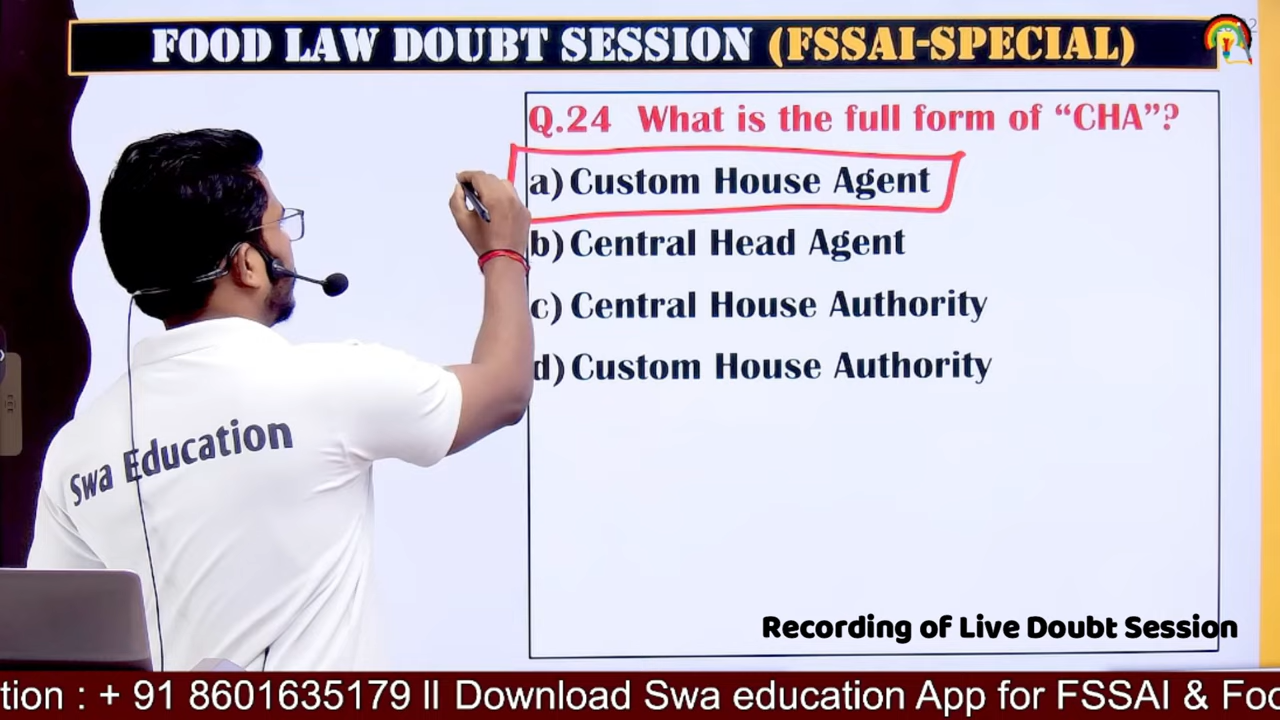 FOOD LAW DOUBT SESSION (FSSAI-SPECIAL)
Q.24 What is the full form of “CHA”?
a) Custom House Agent
b) Central Head Agent
c) Central House Authority
d) Custom House Authority
Swa Education
Recording of Live Doubt Session
tion : + 91 8601635179 ll Download Swa education App for FSSAI & Foo